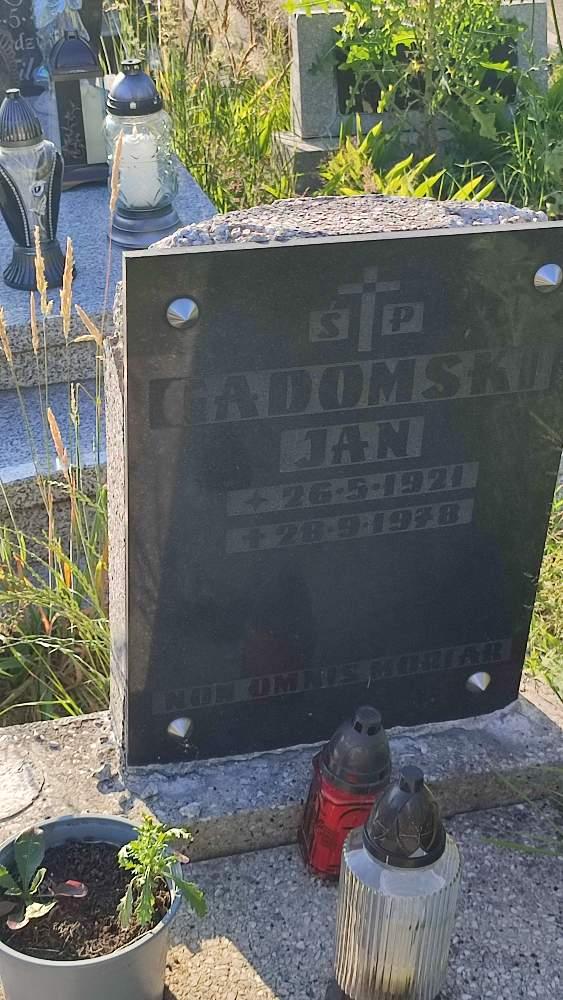 Ś P
GADOMSKI
JAN
26·5·1921
+ 28·9·1978
NON OMNIS MORIAR